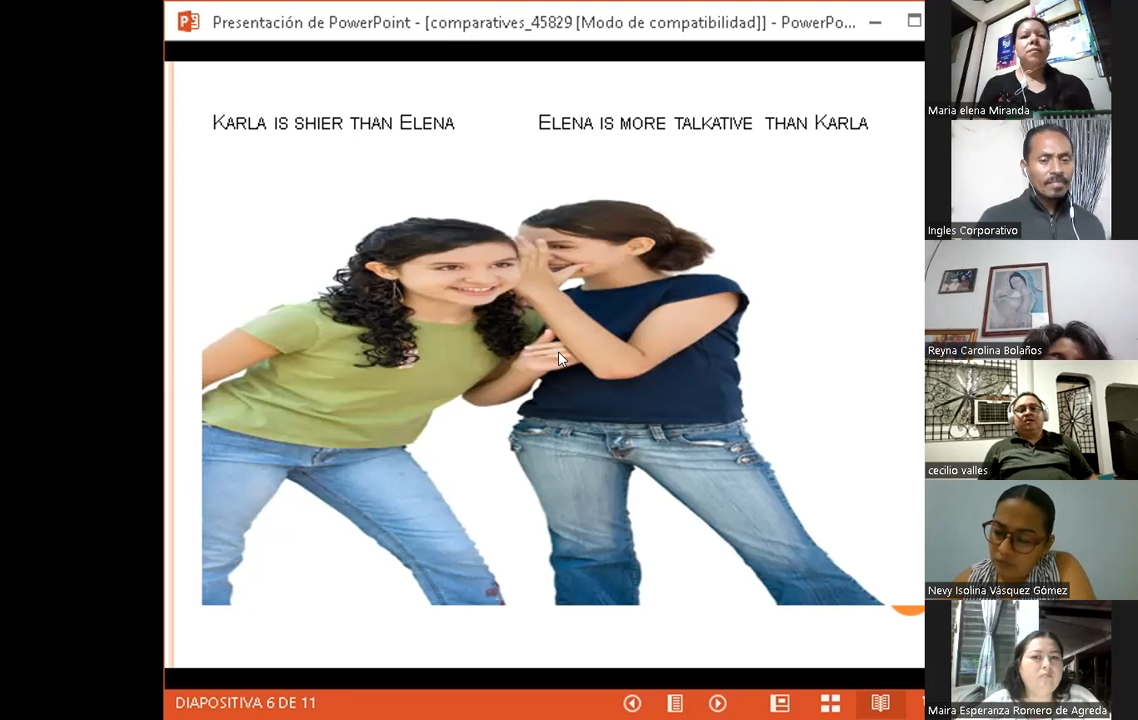 Presentación de PowerPoint - [comparatives_45829 [Modo de compatibilidad]] - PowerPo...
KARLA IS SHIER THAN ELENA
ELENA IS MORE TALKATIVE THAN KARLA
DIAPOSITIVA 6 DE 11
Maria elena Miranda
Ingles Corporativo
Reyna Carolina Bolaños
cecilio valles
Nevy Isolina Vásquez Gómez
Maira Esperanza Romero de Agreda